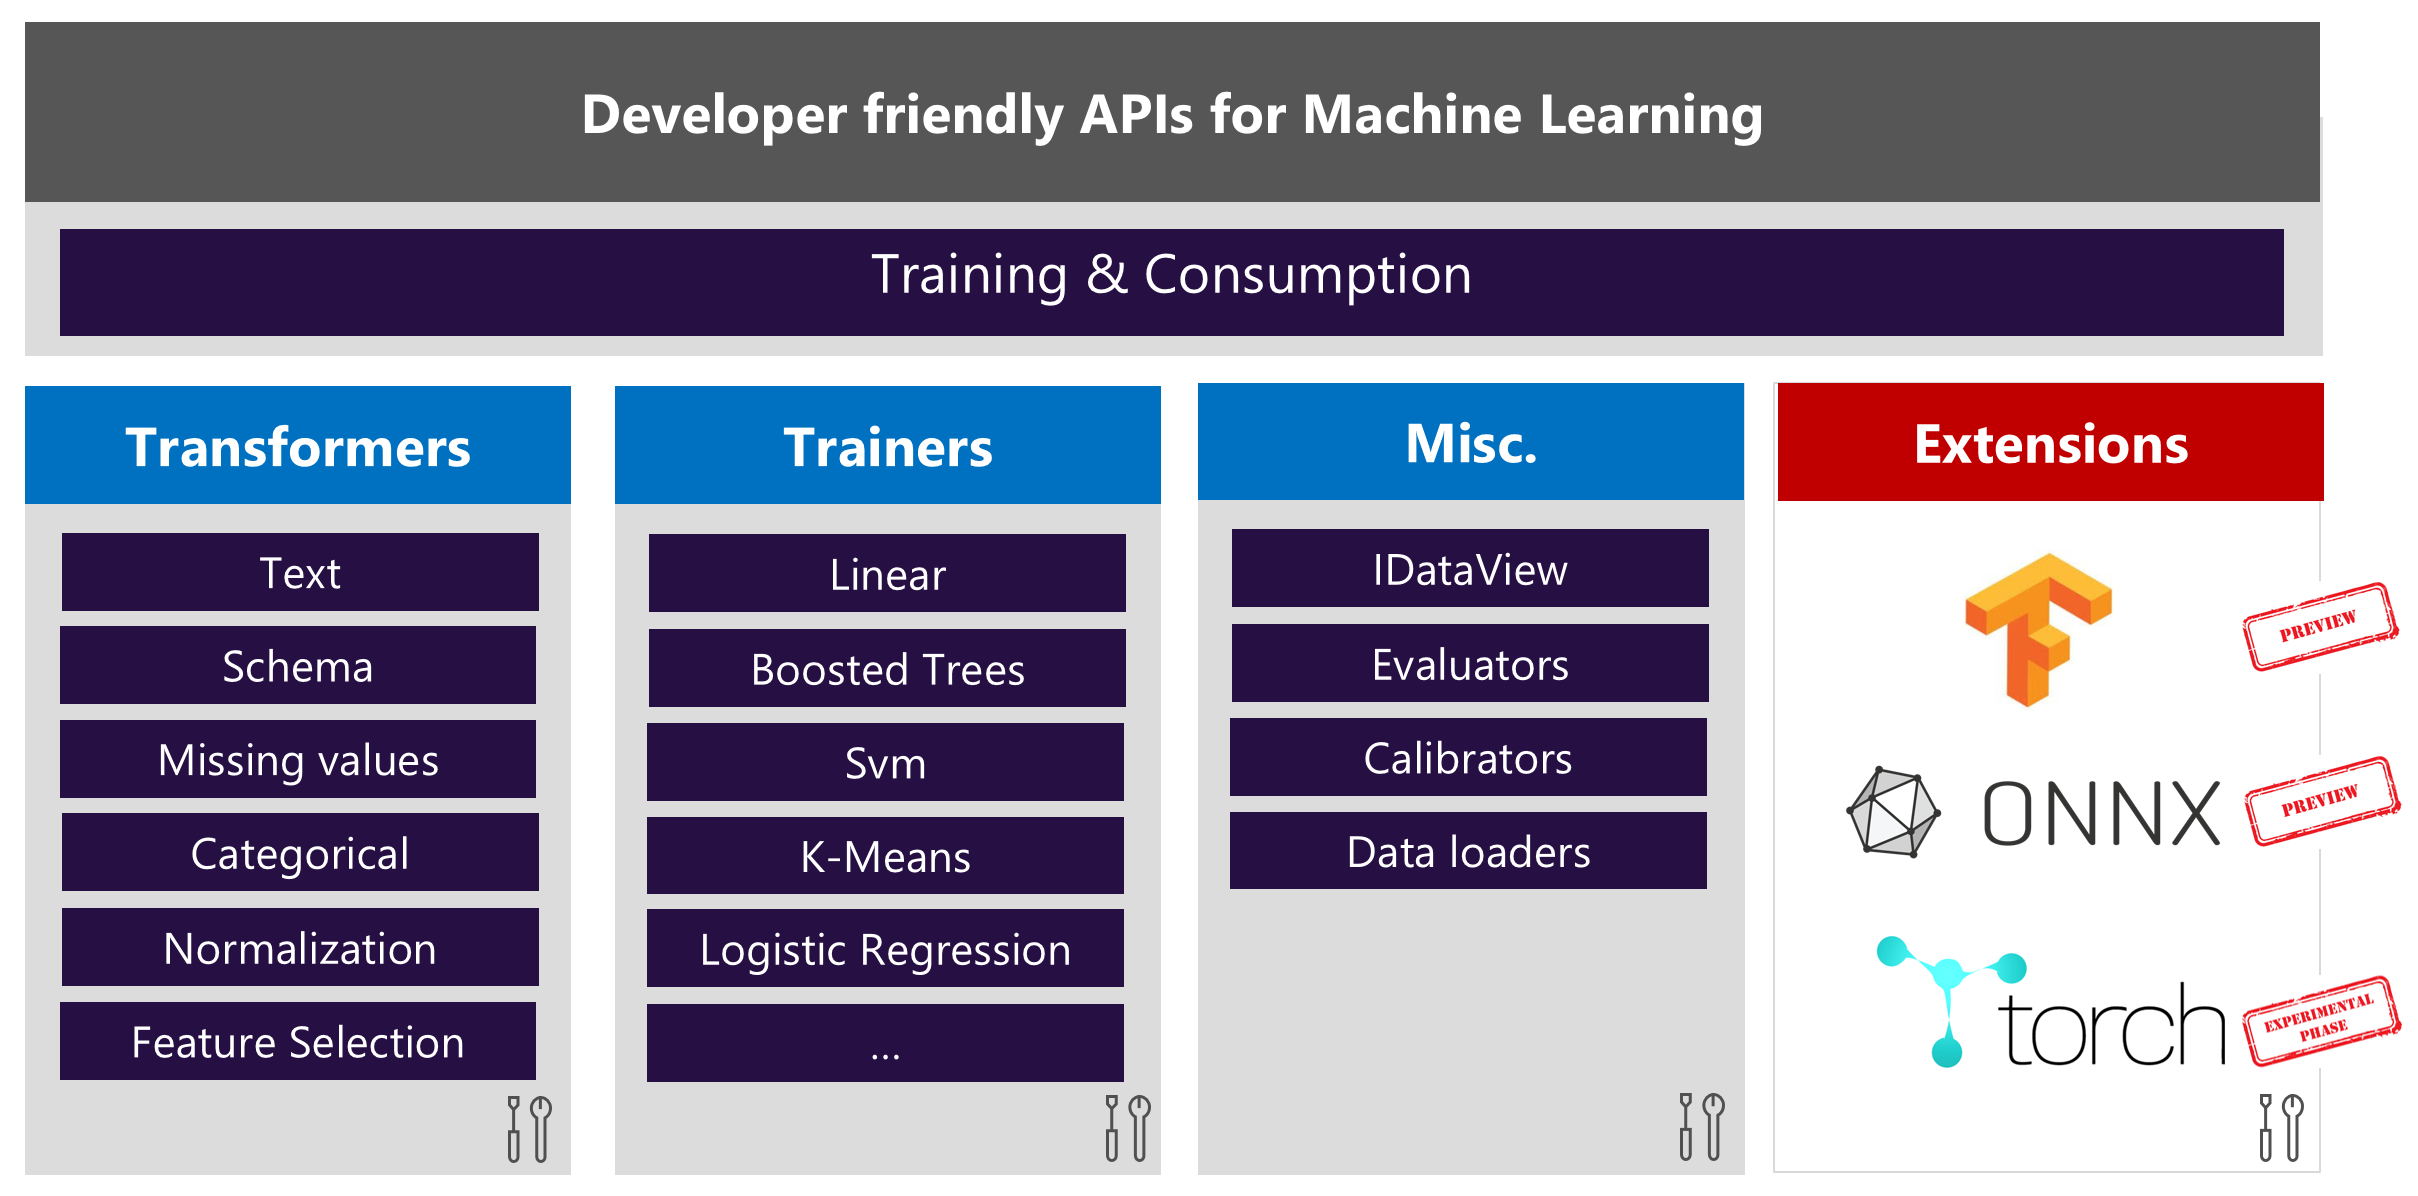 Developer friendly APIs for Machine Learning
Training & Consumption
Transformers
Text
Schema
Missing values
Categorical
Normalization
Feature Selection
Trainers
Linear
Boosted Trees
Svm
K-Means
Logistic Regression
...
Misc.
IDataView
Evaluators
Calibrators
Data loaders
Extensions
PREVIEW
ONNX
PREVIEW
torch
EXPERIMENTAL
PHASE